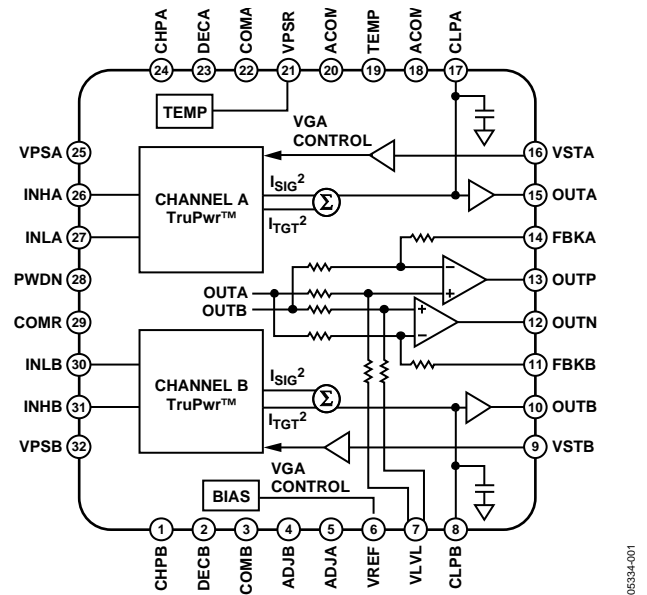 CHPA
DECA
COMA
VPSR
ACOM
TEMP
ACOM
CLPA
24
23
22
21
20
19
18
17
TEMP
VGA
CONTROL
VPSA 25
16 VSTA
INHA 26
CHANNEL A
TruPwr™
ISIG2
Σ
15 OUTA
ITGT2
INLA 27
14 FBKA
PWDN 28
−
+
13 OUTP
OUTA
OUTB
COMR 29
+
−
12 OUTN
INLB 30
11 FBKB
CHANNEL B
TruPwr™
ISIG2
Σ
INHB 31
10 OUTB
ITGT2
VPSB 32
9 VSTB
VGA
CONTROL
BIAS
1
2
3
4
5
6
7
8
CHPB
DECB
COMB
ADJB
ADJA
VREF
VLVL
CLPB
05334-001